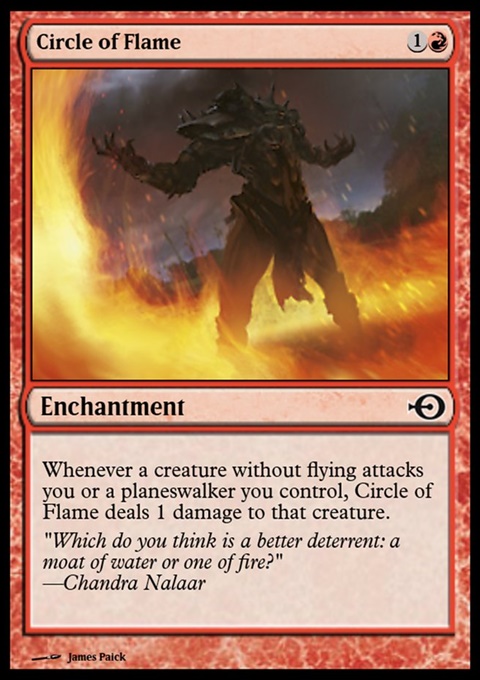 Circle of Flame 1
Enchantment
Whenever a creature without flying attacks
you or a planeswalker you control, Circle of
Flame deals 1 damage to that creature.
"Which do you think is a better deterrent: a
moat of water or one of fire?"
—Chandra Nalaar
James Paick